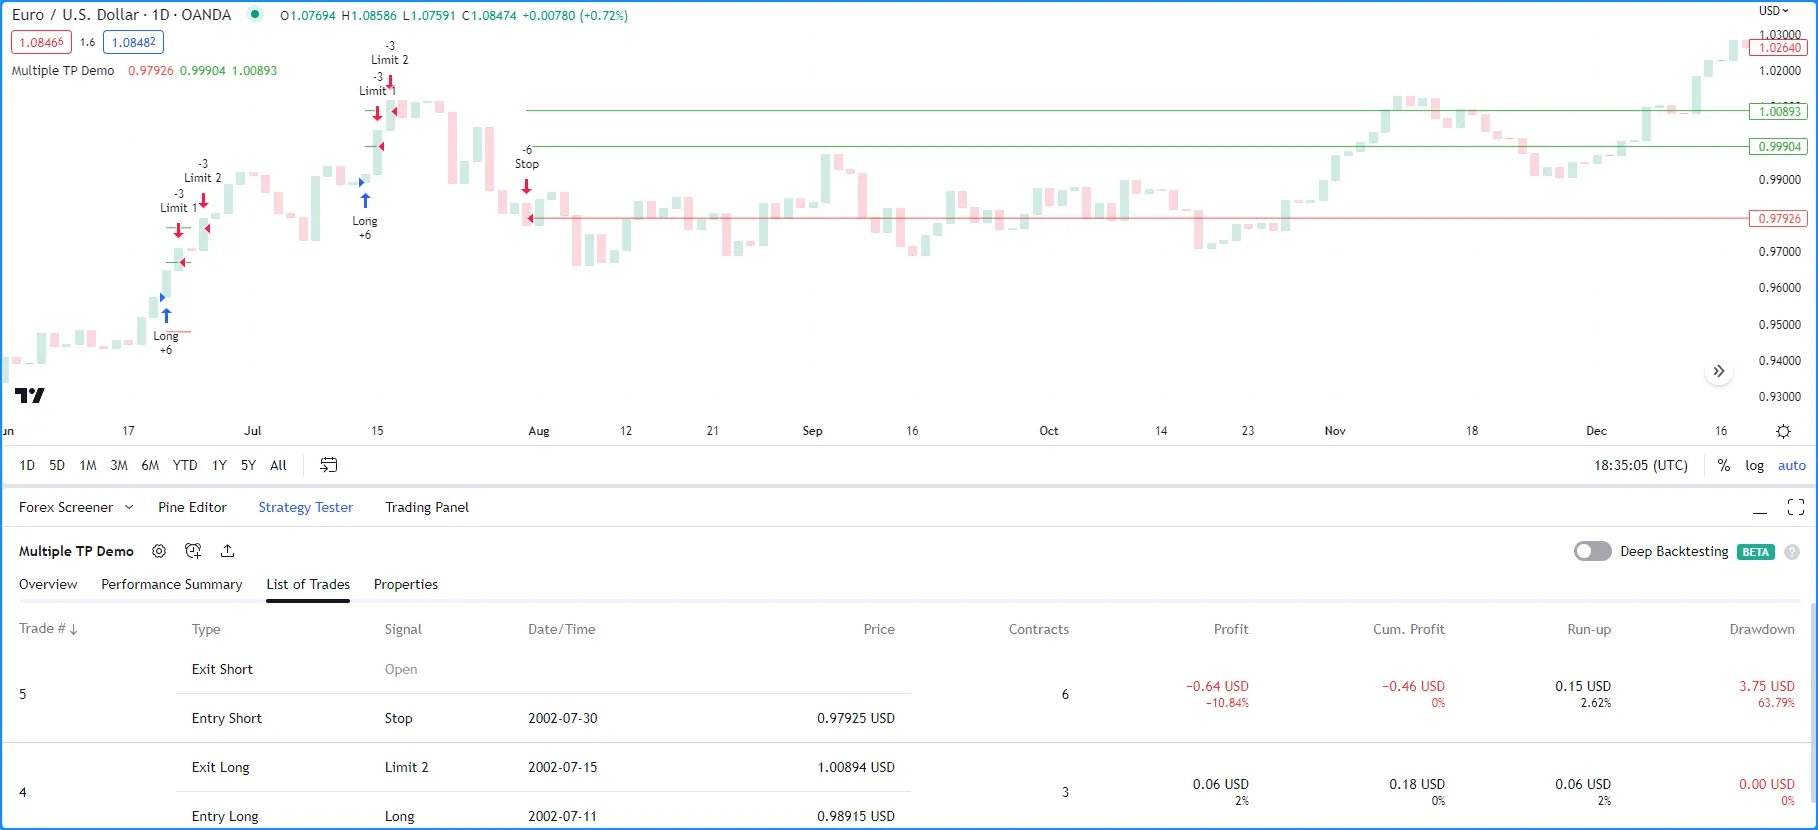 Euro / U.S. Dollar · 1D · OANDA O1.07694 H1.08586 L1.07591 C1.08474 +0.00780 (+0.72%)
USD
1.08466 1.6 1.08482
Multiple TP Demo 0.97926 0.99904 1.00893
-3
Limit 2
-3
Limit 1
-3
Limit 2
-3
Limit 1
Long
+6
Long
+6
-6
Stop
1.03000
1.02640
1.02000
1.00893
0.99904
0.99000
0.97926
0.97000
0.96000
0.95000
0.94000
0.93000
17 Jul 15 Aug 12 21 Sep 16 Oct 14 23 Nov 18 Dec 16
1D 5D 1M 3M 6M YTD 1Y 5Y All 18:35:05 (UTC) % log auto
Forex Screener Pine Editor Strategy Tester Trading Panel
Multiple TP Demo Deep Backtesting BETA ?
Overview Performance Summary List of Trades Properties
Trade # ↓ Type Signal Date/Time Price Contracts Profit Cum. Profit Run-up Drawdown
Exit Short Open
5 6 −0.64 USD −0.46 USD 0.15 USD 3.75 USD
−10.84% 0% 2.62% 63.79%
Entry Short Stop 2002-07-30 0.97925 USD
Exit Long Limit 2 2002-07-15 1.00894 USD
4 3 0.06 USD 0.18 USD 0.06 USD 0.00 USD
2% 0% 2% 0%
Entry Long Long 2002-07-11 0.98915 USD